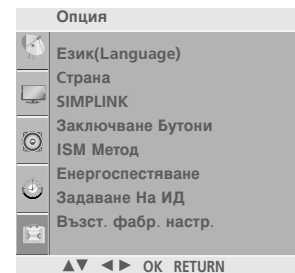 Опция
Език(Language)
Страна
SIMPLINK
Заключване Бутони
ISM Метод
Енергоспестяване
Задаване На ИД
Възст. фабр. настр.
▲▼ ◄► OK RETURN